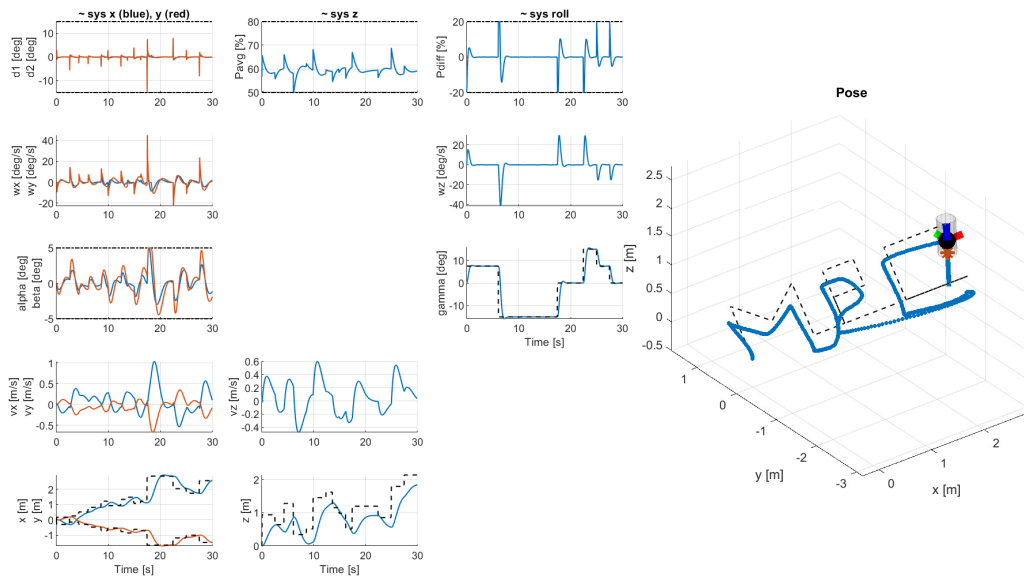 ~ sys x (blue), y (red)
~ sys z
~ sys roll
d1 [deg]
d2 [deg]
10
0
-10
0 10 20 30
Pavg [%]
80
70
60
50
0 10 20 30
Pdiff [%]
20
0
-20
0 10 20 30
wx [deg/s]
wy [deg/s]
40
20
0
-20
0 10 20 30
wz [deg/s]
20
0
-20
-40
0 10 20 30
alpha [deg]
beta [deg]
5
0
-5
0 10 20 30
gamma [deg]
10
0
-10
0 10 20 30
Time [s]
vx [m/s]
vy [m/s]
1
0.5
0
-0.5
0 10 20 30
vz [m/s]
0.6
0.4
0.2
0
-0.2
-0.4
0 10 20 30
x [m]
y [m]
2
1
0
-1
0 10 20 30
Time [s]
z [m]
2
1
0
0 10 20 30
Time [s]
Pose
z [m]
2.5
2
1.5
1
0.5
0
-0.5
1
0
-1
-2
-3
y [m]
0
1
2
x [m]
MPC